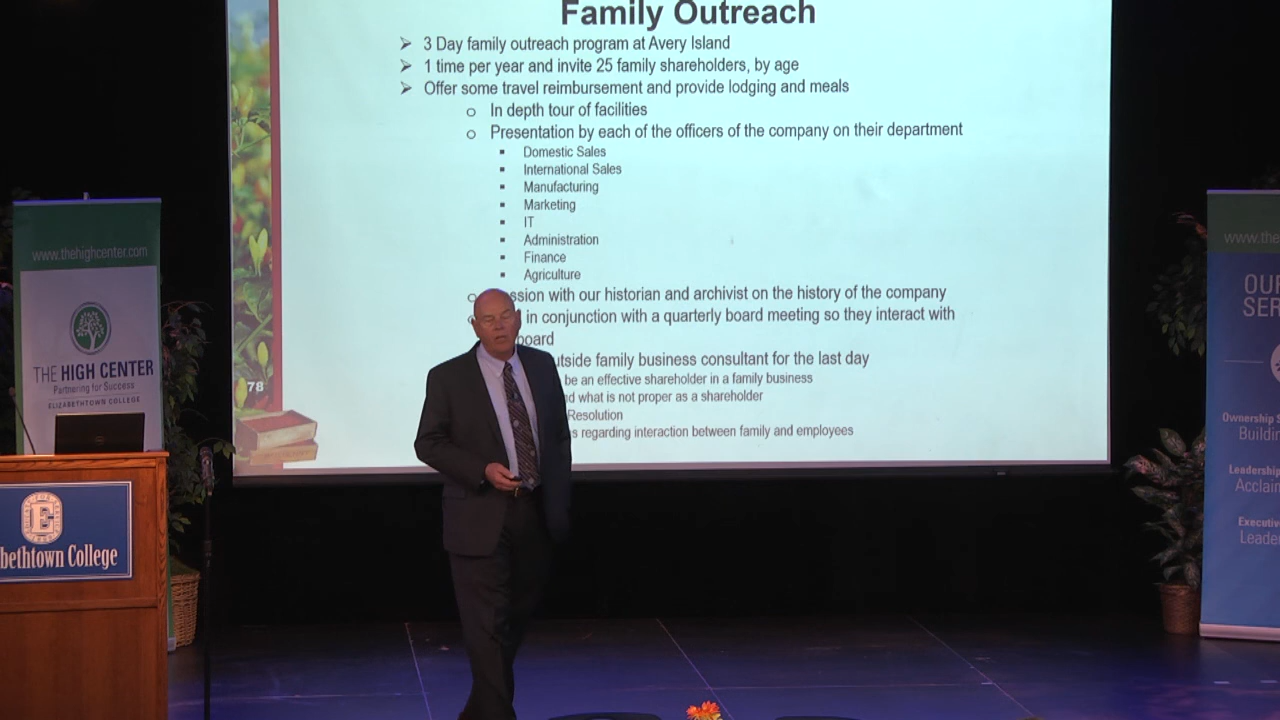 Family Outreach
3 Day family outreach program at Avery Island
1 time per year and invite 25 family shareholders, by age
Offer some travel reimbursement and provide lodging and meals
In depth tour of facilities
Presentation by each of the officers of the company on their department
Domestic Sales
International Sales
Manufacturing
Marketing
IT
Administration
Finance
Agriculture
ssion with our historian and archivist on the history of the company
in conjunction with a quarterly board meeting so they interact with
board
utside family business consultant for the last day
be an effective shareholder in a family business
d what is not proper as a shareholder
Resolution
s regarding interaction between family and employees
78
www.thehighcenter.com
THE HIGH CENTER
Partnering for Success
ELIZABETHTOWN COLLEGE
E
bethtown College
www.the
OUR
SER
Ownership S
Buildin
Leadership
Acclaim
Executiv
Leader